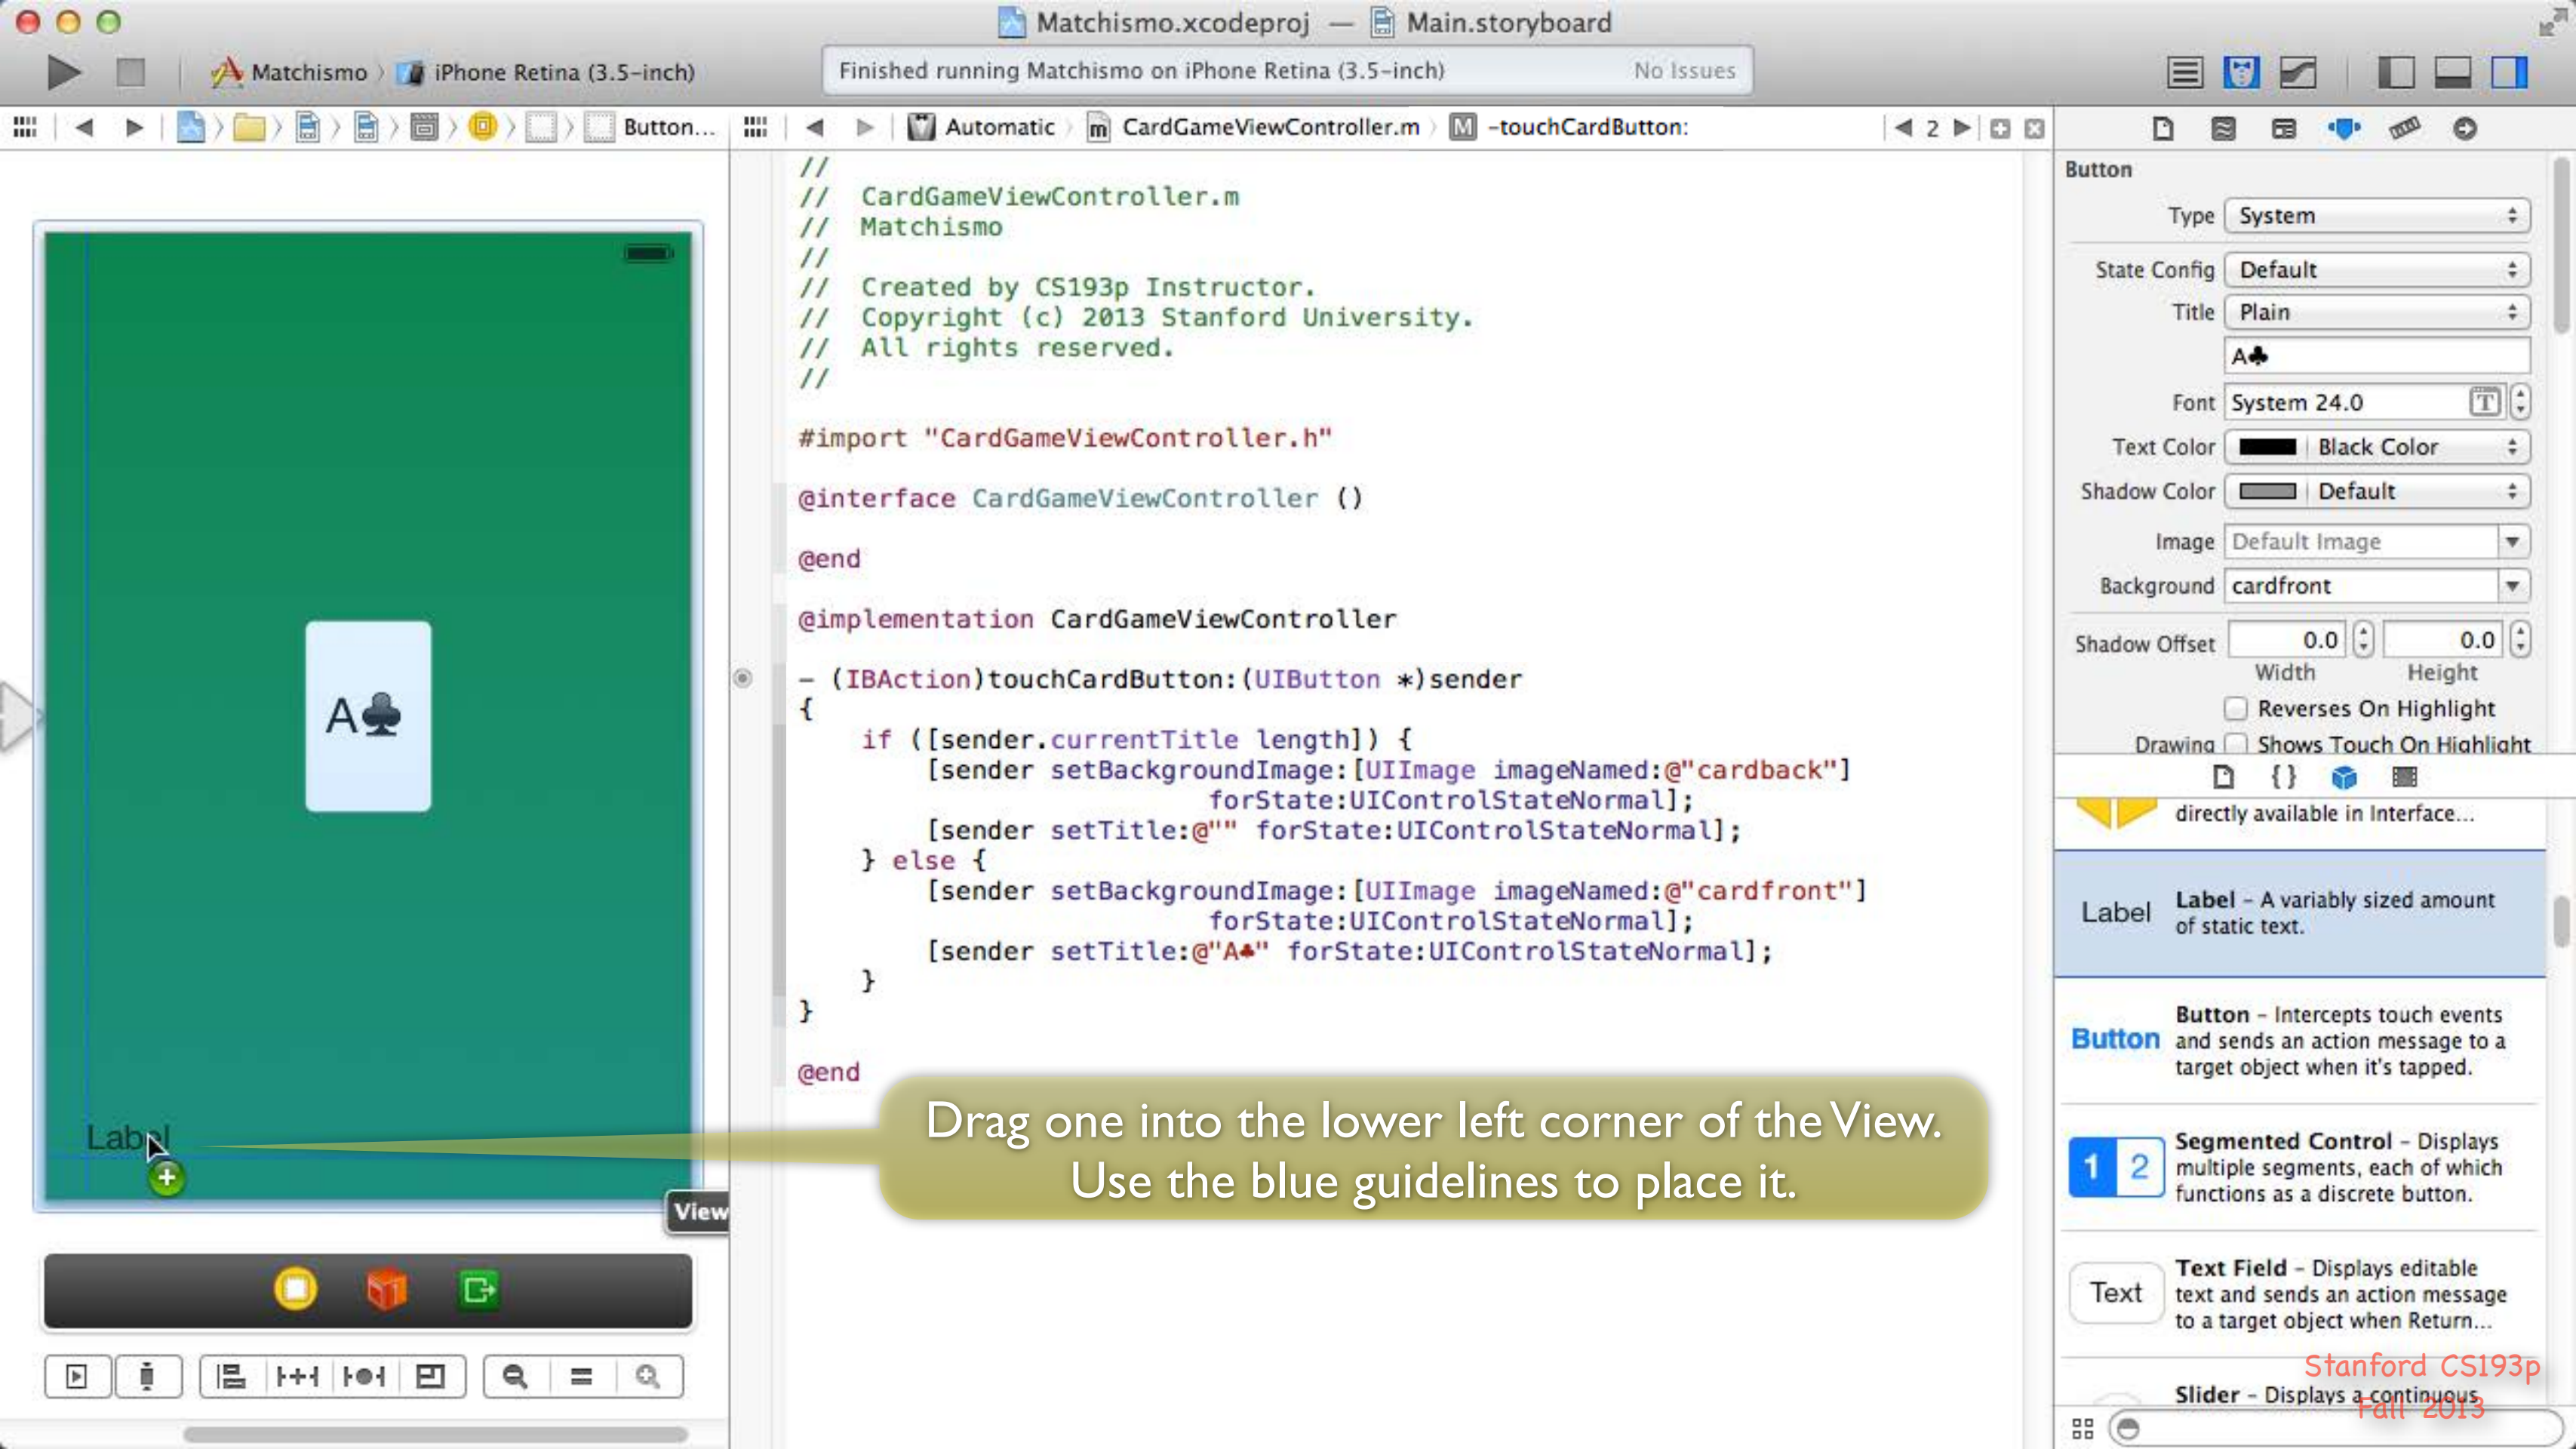 Matchismo.xcodeproj — Main.storyboard
Matchismo iPhone Retina (3.5-inch)
Finished running Matchismo on iPhone Retina (3.5-inch) No Issues
Button...
Automatic CardGameViewController.m M -touchCardButton: 2
//
// CardGameViewController.m
// Matchismo
//
// Created by CS193p Instructor.
// Copyright (c) 2013 Stanford University.
// All rights reserved.
//
#import "CardGameViewController.h"
@interface CardGameViewController ()
@end
@implementation CardGameViewController
- (IBAction)touchCardButton:(UIButton *)sender
{
if ([sender.currentTitle length]) {
[sender setBackgroundImage:[UIImage imageNamed:@"cardback"]
forState:UIControlStateNormal];
[sender setTitle:@"" forState:UIControlStateNormal];
} else {
[sender setBackgroundImage:[UIImage imageNamed:@"cardfront"]
forState:UIControlStateNormal];
[sender setTitle:@"A♣" forState:UIControlStateNormal];
}
}
@end
A♣
Label
View
Drag one into the lower left corner of the View.
Use the blue guidelines to place it.
Button
Type System
State Config Default
Title Plain
A♣
Font System 24.0 T
Text Color Black Color
Shadow Color Default
Image Default Image
Background cardfront
Shadow Offset 0.0 0.0
Width Height
Reverses On Highlight
Drawing Shows Touch On Highlight
{ }
directly available in Interface...
Label
Label – A variably sized amount
of static text.
Button
Button – Intercepts touch events
and sends an action message to a
target object when it's tapped.
1 2
Segmented Control – Displays
multiple segments, each of which
functions as a discrete button.
Text
Text Field – Displays editable
text and sends an action message
to a target object when Return...
Slider – Displays a continuous
Stanford CS193p
Fall 2013